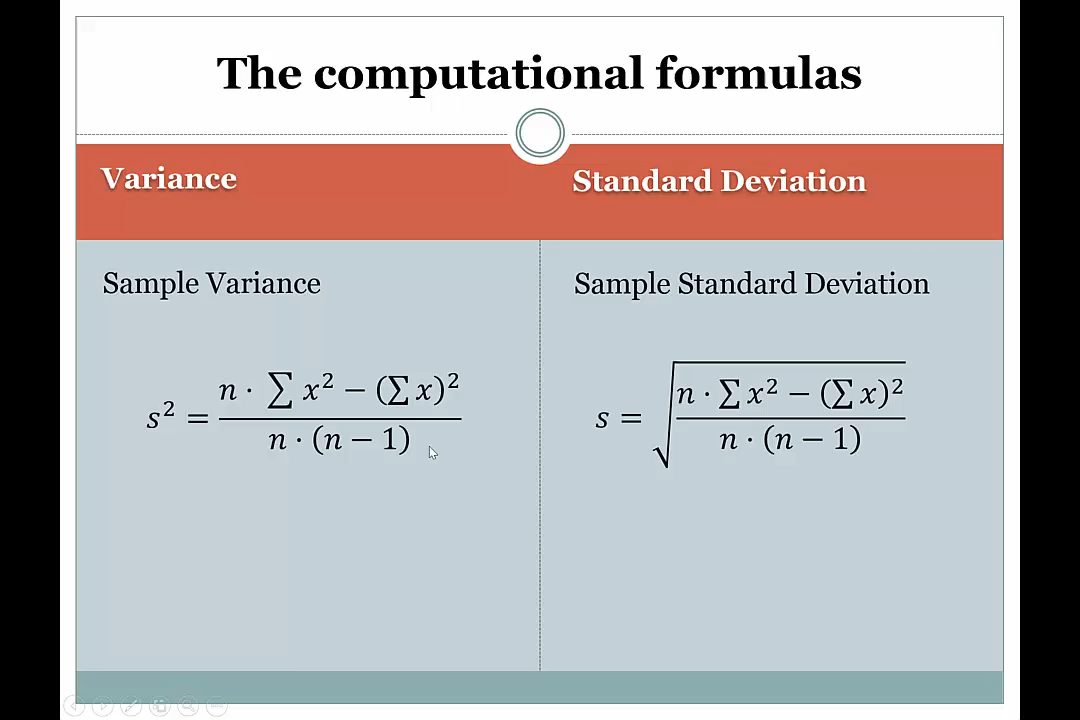 The computational formulas
Variance
Standard Deviation
Sample Variance
Sample Standard Deviation
s² = (n · ∑ x² − (∑ x)²) / (n · (n − 1))
s = √((n · ∑ x² − (∑ x)²) / (n · (n − 1)))